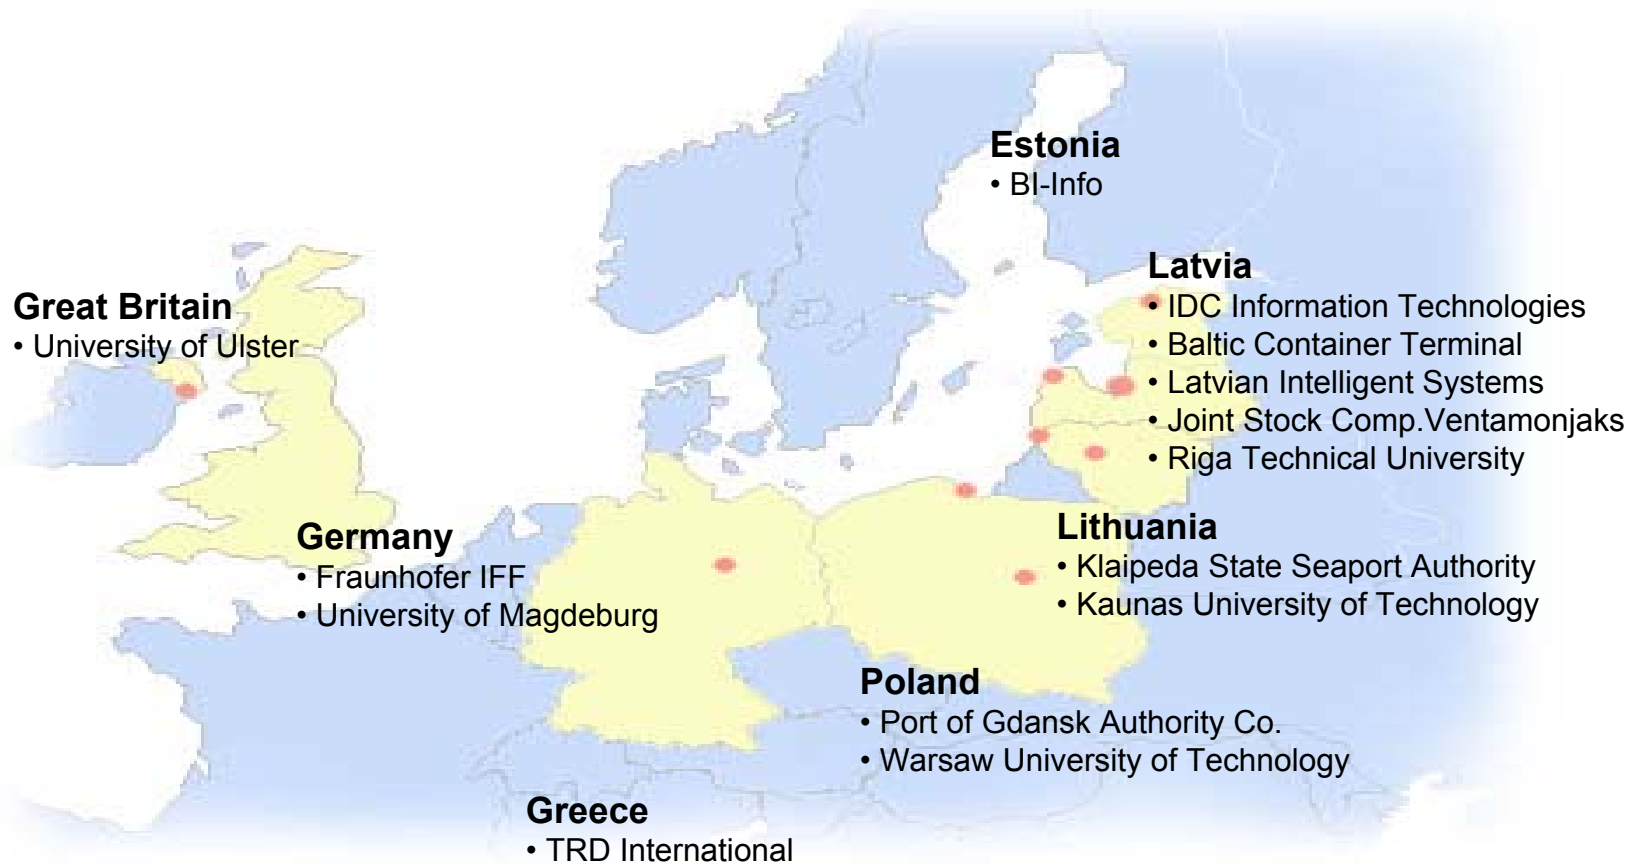 Estonia
• BI-Info
Latvia
• IDC Information Technologies
• Baltic Container Terminal
• Latvian Intelligent Systems
• Joint Stock Comp.Ventamonjaks
• Riga Technical University
Great Britain
• University of Ulster
Germany
• Fraunhofer IFF
• University of Magdeburg
Lithuania
• Klaipeda State Seaport Authority
• Kaunas University of Technology
Poland
• Port of Gdansk Authority Co.
• Warsaw University of Technology
Greece
• TRD International